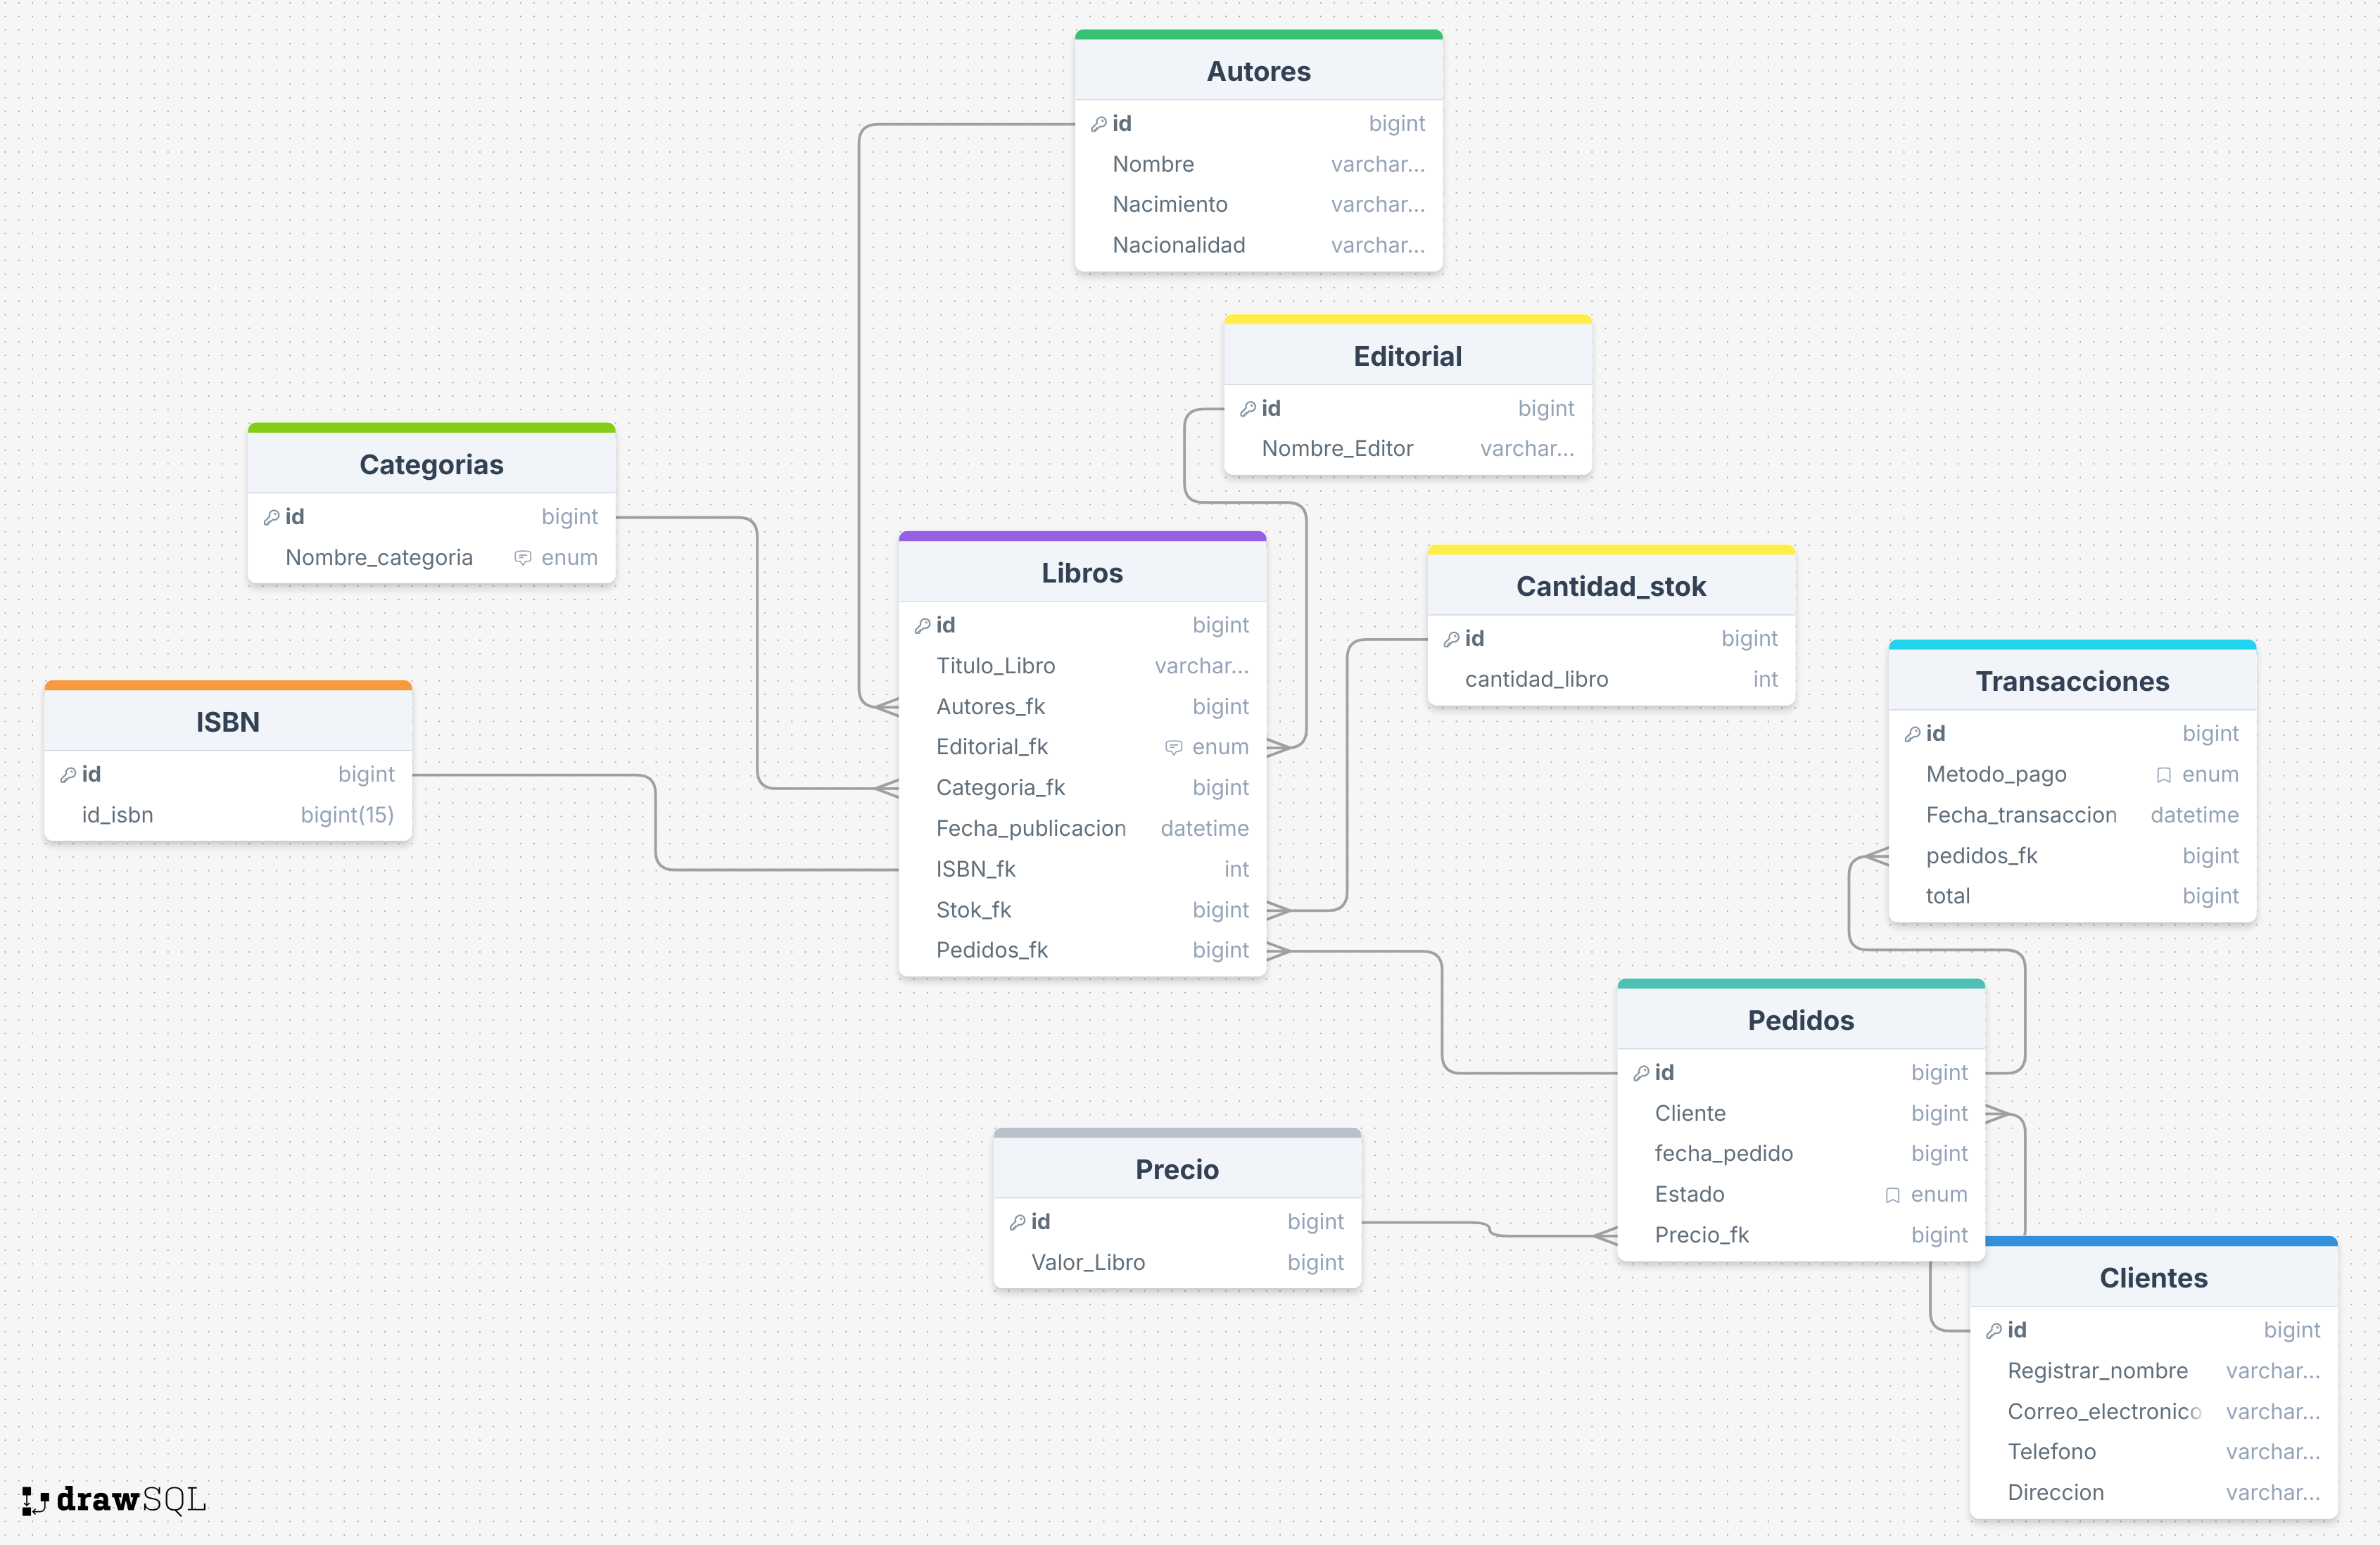 Autores
id bigint
Nombre varchar...
Nacimiento varchar...
Nacionalidad varchar...
Editorial
id bigint
Nombre_Editor varchar...
Categorias
id bigint
Nombre_categoria enum
Libros
id bigint
Titulo_Libro varchar...
Autores_fk bigint
Editorial_fk enum
Categoria_fk bigint
Fecha_publicacion datetime
ISBN_fk int
Stok_fk bigint
Pedidos_fk bigint
Cantidad_stok
id bigint
cantidad_libro int
ISBN
id bigint
id_isbn bigint(15)
Transacciones
id bigint
Metodo_pago enum
Fecha_transaccion datetime
pedidos_fk bigint
total bigint
Pedidos
id bigint
Cliente bigint
fecha_pedido bigint
Estado enum
Precio_fk bigint
Precio
id bigint
Valor_Libro bigint
Clientes
id bigint
Registrar_nombre varchar...
Correo_electronico varchar...
Telefono varchar...
Direccion varchar...
drawSQL